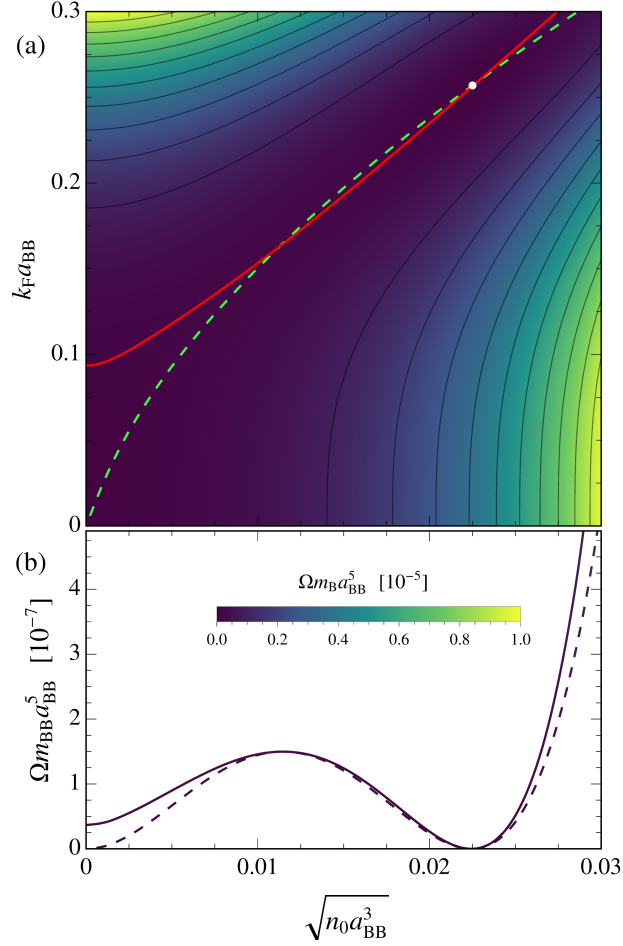 (a)
0.3
0.2
0.1
0
k_F a_BB
(b)
Ωm_B a_BB^5 [10^−5]
0.0 0.2 0.4 0.6 0.8 1.0
4
3
2
1
0
Ωm_BB a_BB^5 [10^−7]
0 0.01 0.02 0.03
√(n_0 a_BB^3)